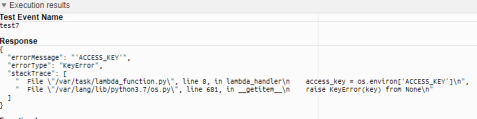 Execution results
Test Event Name
test7
Response
{
"errorMessage": "'ACCESS_KEY'",
"errorType": "KeyError",
"stackTrace": [
" File \"/var/task/lambda_function.py\", line 8, in lambda_handler\n access_key = os.environ['ACCESS_KEY']\n",
" File \"/var/lang/lib/python3.7/os.py\", line 681, in __getitem__\n raise KeyError(key) from None\n"
]
}